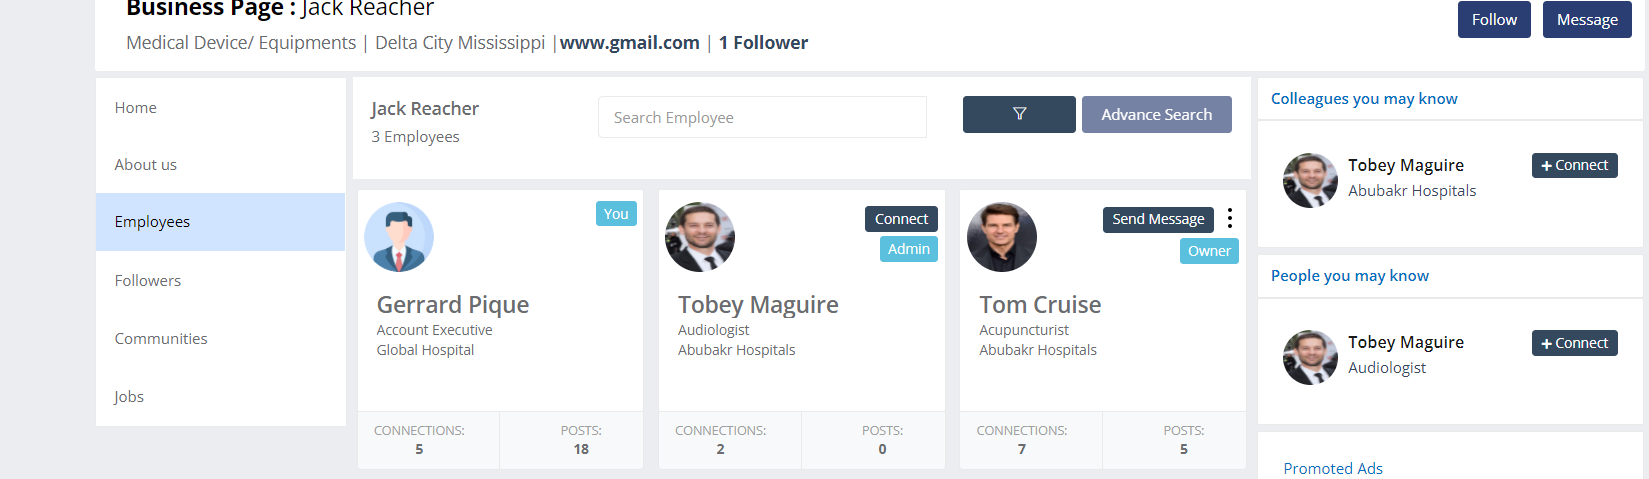 Business Page : Jack Reacher
Medical Device/ Equipments | Delta City Mississippi |www.gmail.com | 1 Follower
Follow
Message
Home
About us
Employees
Followers
Communities
Jobs
Jack Reacher
3 Employees
Search Employee
Advance Search
You
Gerrard Pique
Account Executive
Global Hospital
CONNECTIONS:
5
POSTS:
18
Connect
Admin
Tobey Maguire
Audiologist
Abubakr Hospitals
CONNECTIONS:
2
POSTS:
0
Send Message
Owner
Tom Cruise
Acupuncturist
Abubakr Hospitals
CONNECTIONS:
7
POSTS:
5
Colleagues you may know
Tobey Maguire
Abubakr Hospitals
+ Connect
People you may know
Tobey Maguire
Audiologist
+ Connect
Promoted Ads